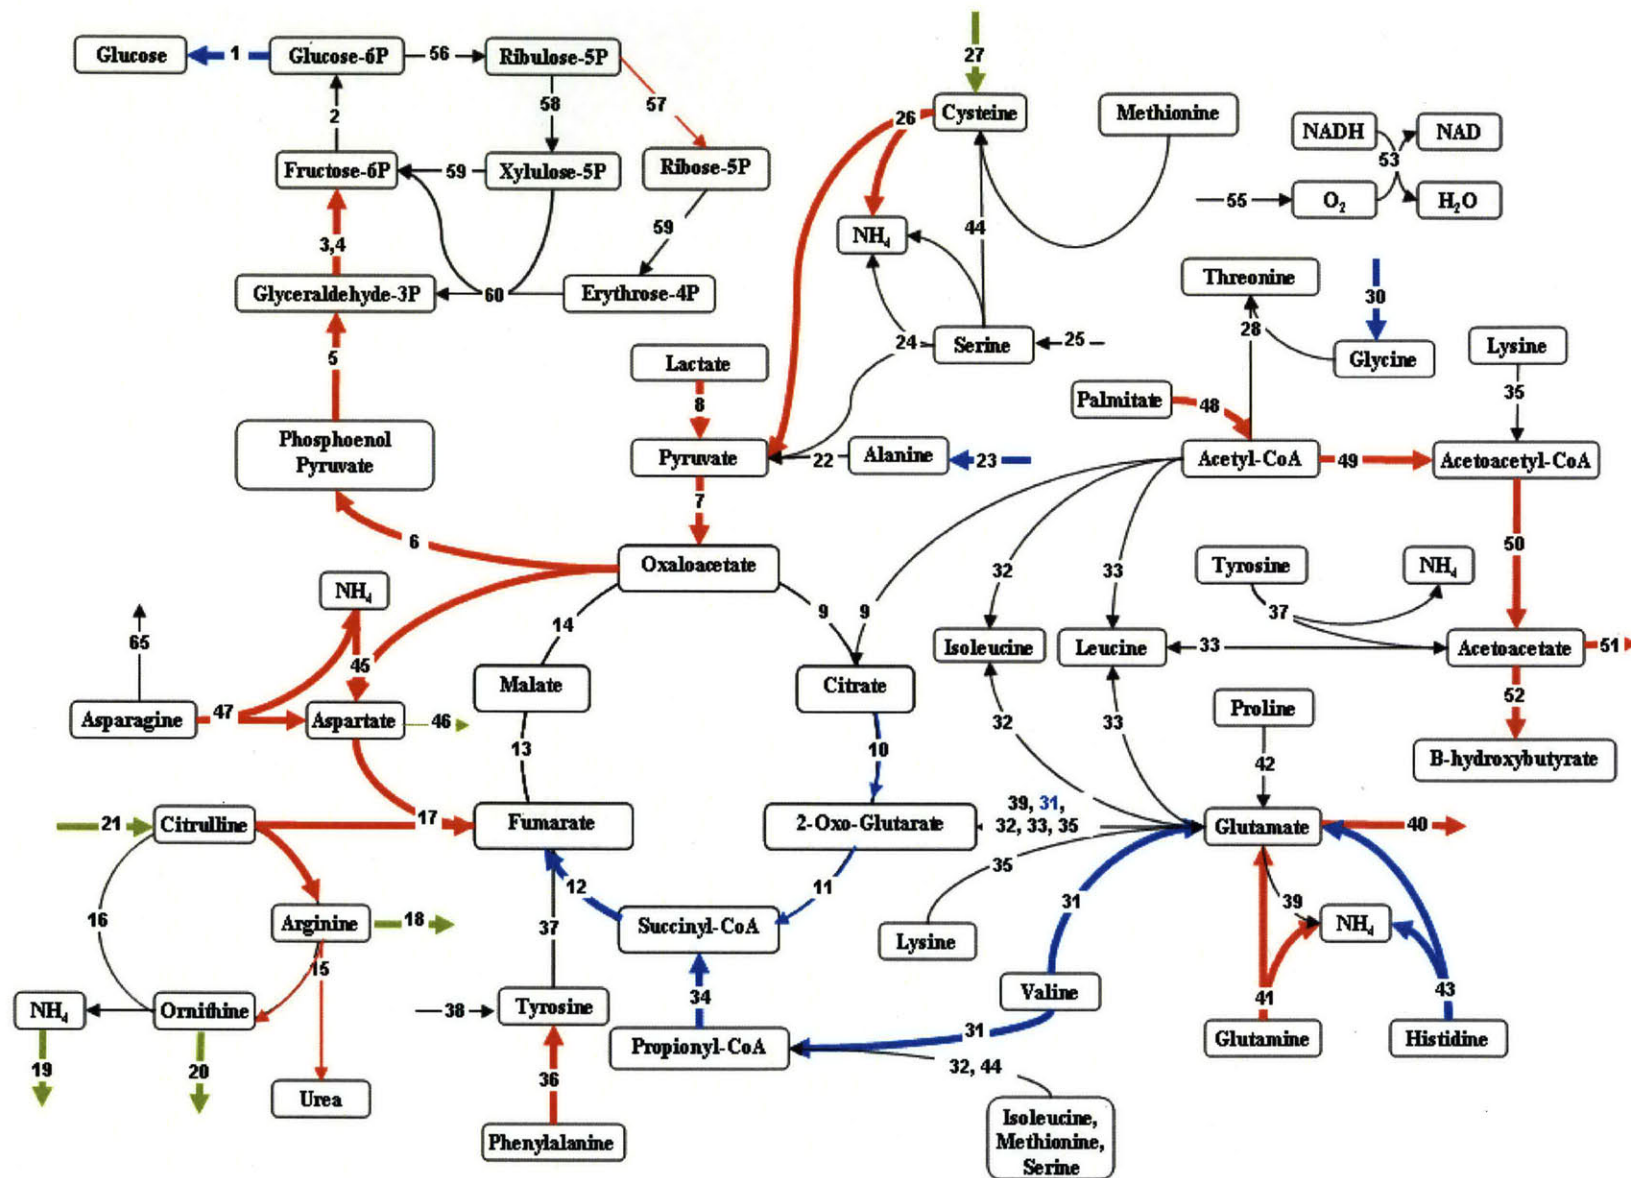 Glucose
1
Glucose-6P
56
Ribulose-5P
27
2
58
57
26
Cysteine
Methionine
NADH
NAD
53
Fructose-6P
59
Xylulose-5P
Ribose-5P
55
O₂
H₂O
3,4
59
NH₄
44
Threonine
30
Glyceraldehyde-3P
60
Erythrose-4P
28
5
24
Serine
25
Glycine
Lysine
Lactate
8
Palmitate
48
35
Phosphoenol
Pyruvate
Pyruvate
22
Alanine
23
Acetyl-CoA
49
Acetoacetyl-CoA
7
6
Oxaloacetate
32
33
50
NH₄
Tyrosine
NH₄
9
9
37
65
14
45
Isoleucine
Leucine
33
Acetoacetate
51
Malate
Citrate
52
Asparagine
47
Aspartate
46
32
33
Proline
13
10
42
B-hydroxybutyrate
39, 31,
32, 33, 35
21
Citrulline
17
Fumarate
2-Oxo-Glutarate
Glutamate
40
35
12
11
31
39
16
Arginine
18
37
Succinyl-CoA
Lysine
NH₄
15
34
Valine
41
43
NH₄
Ornithine
38
Tyrosine
31
Propionyl-CoA
Glutamine
Histidine
32, 44
19
20
36
Urea
Isoleucine,
Methionine,
Serine
Phenylalanine